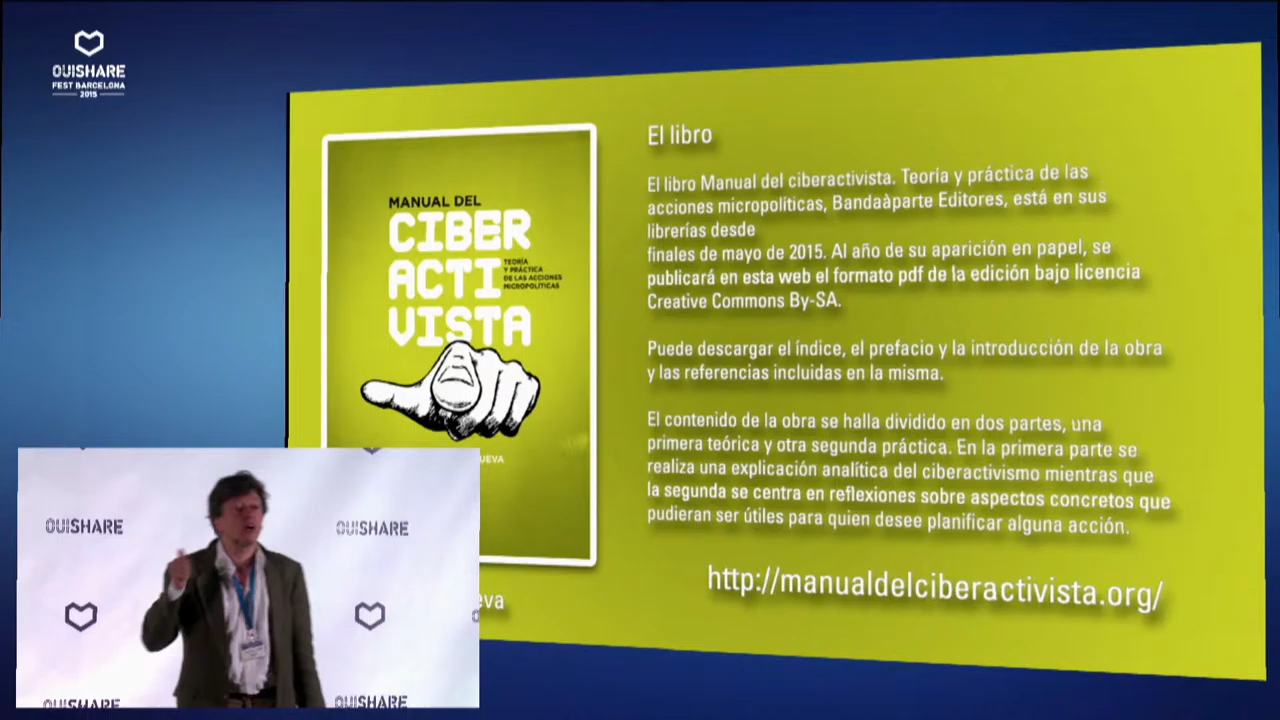 OUISHARE
FEST BARCELONA
2015
MANUAL DEL
CIBER
ACTI
VISTA
TEORÍA
Y PRÁCTICA
DE LAS ACCIONES
MICROPOLÍTICAS
UEVA
eva
El libro
El libro Manual del ciberactivista. Teoría y práctica de las
acciones micropolíticas, Bandaàparte Editores, está en sus
librerías desde
finales de mayo de 2015. Al año de su aparición en papel, se
publicará en esta web el formato pdf de la edición bajo licencia
Creative Commons By-SA.
Puede descargar el índice, el prefacio y la introducción de la obra
y las referencias incluidas en la misma.
El contenido de la obra se halla dividido en dos partes, una
primera teórica y otra segunda práctica. En la primera parte se
realiza una explicación analítica del ciberactivismo mientras que
la segunda se centra en reflexiones sobre aspectos concretos que
pudieran ser útiles para quien desee planificar alguna acción.
http://manualdelciberactivista.org/
OUISHARE
OUISHARE
OUISHARE
OUISHARE